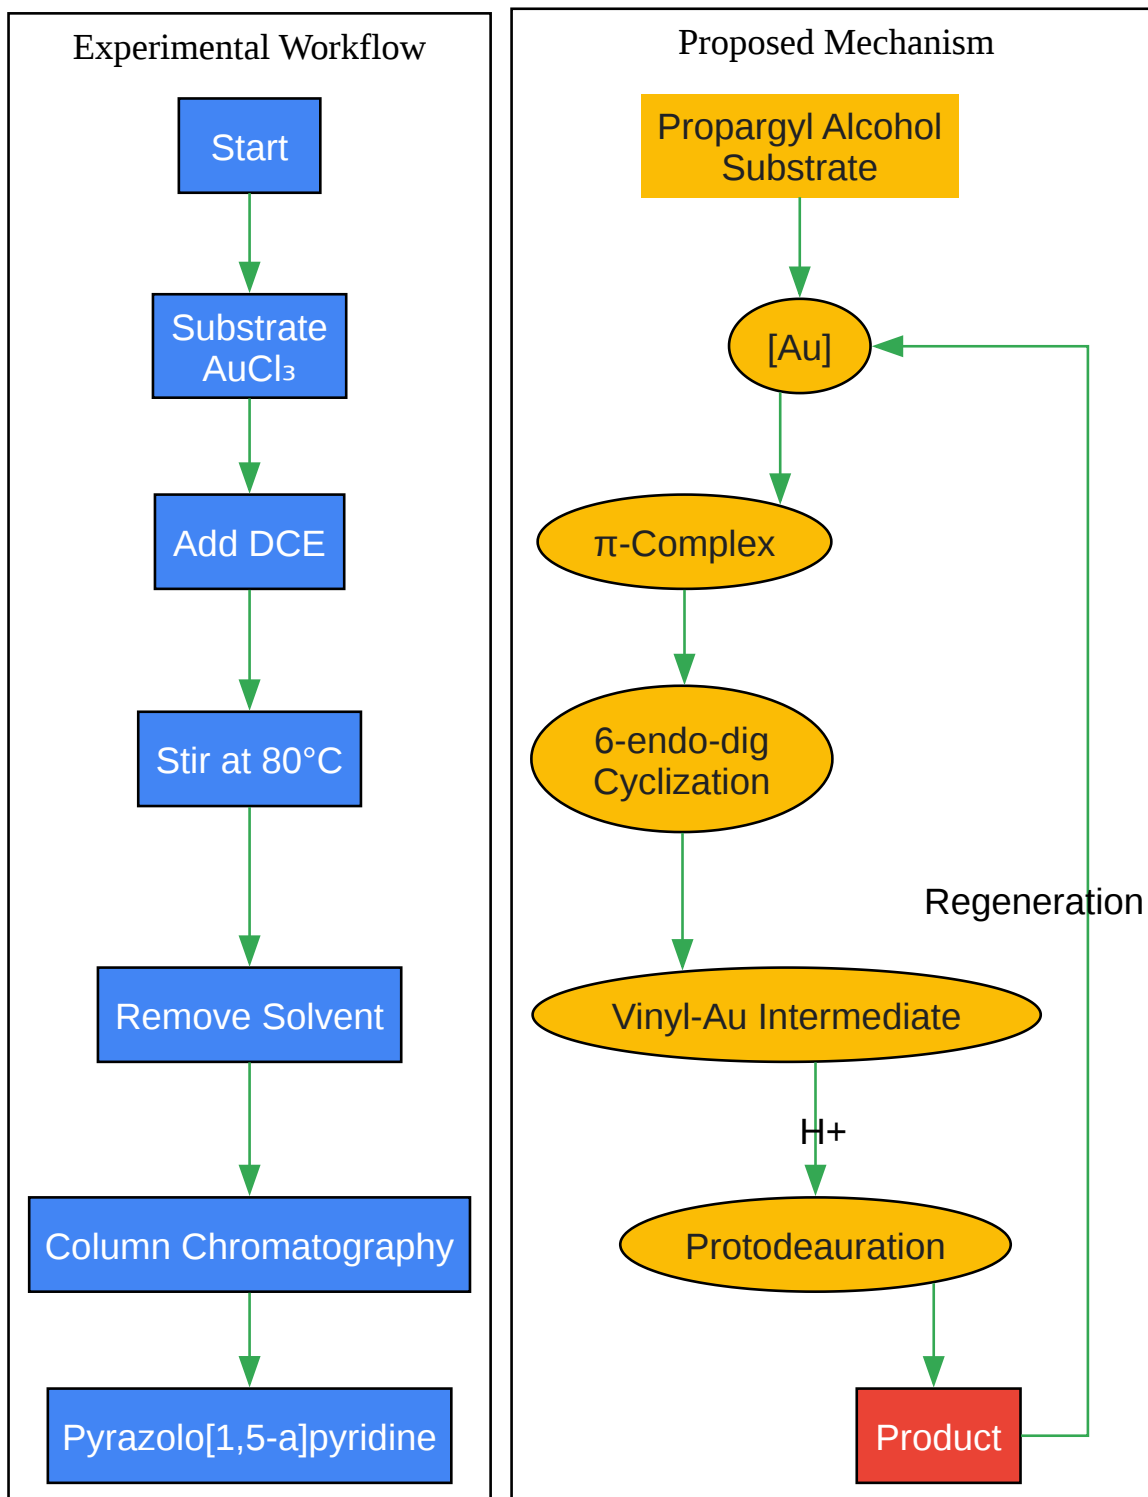 Experimental Workflow
Start
Substrate
AuCl₃
Add DCE
Stir at 80°C
Remove Solvent
Column Chromatography
Pyrazolo[1,5-a]pyridine
Proposed Mechanism
Propargyl Alcohol
Substrate
[Au]
π-Complex
6-endo-dig
Cyclization
Regeneration
Vinyl-Au Intermediate
H+
Protodeauration
Product